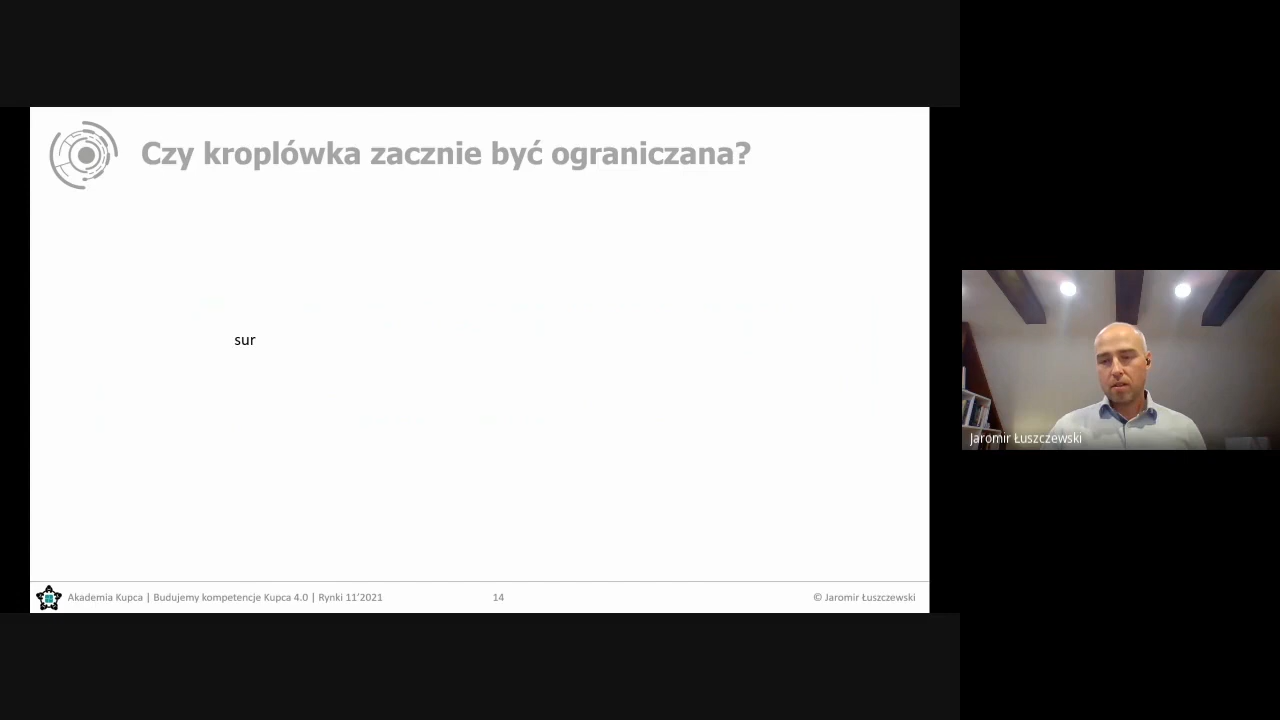 Czy kroplówka zacznie być ograniczana?
sur
Jaromir Łuszczewski
Akademia Kupca | Budujemy kompetencje Kupca 4.0 | Rynki 11'2021
14
© Jaromir Łuszczewski